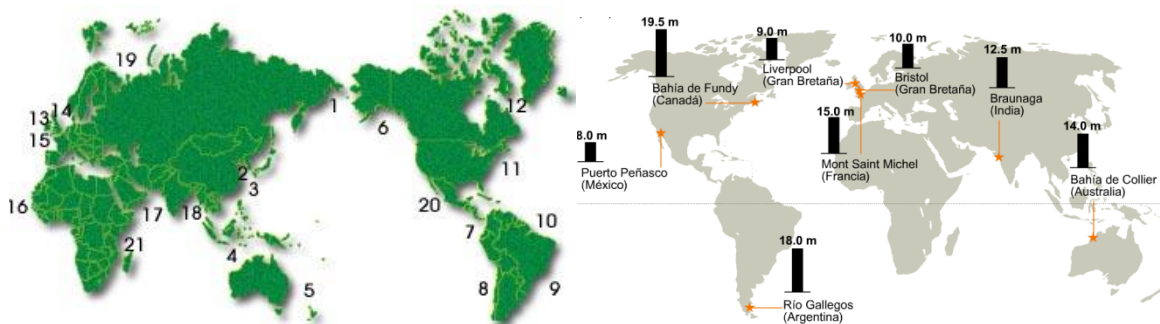 19
14
13
15
1
12
6
2
3
11
16
17
18
20
10
7
21
4
5
8
9
19.5 m
Bahía de Fundy
(Canadá)
9.0 m
Liverpool
(Gran Bretaña)
10.0 m
Bristol
(Gran Bretaña)
12.5 m
Braunaga
(India)
8.0 m
Puerto Peñasco
(México)
15.0 m
Mont Saint Michel
(Francia)
14.0 m
Bahía de Collier
(Australia)
18.0 m
Río Gallegos
(Argentina)